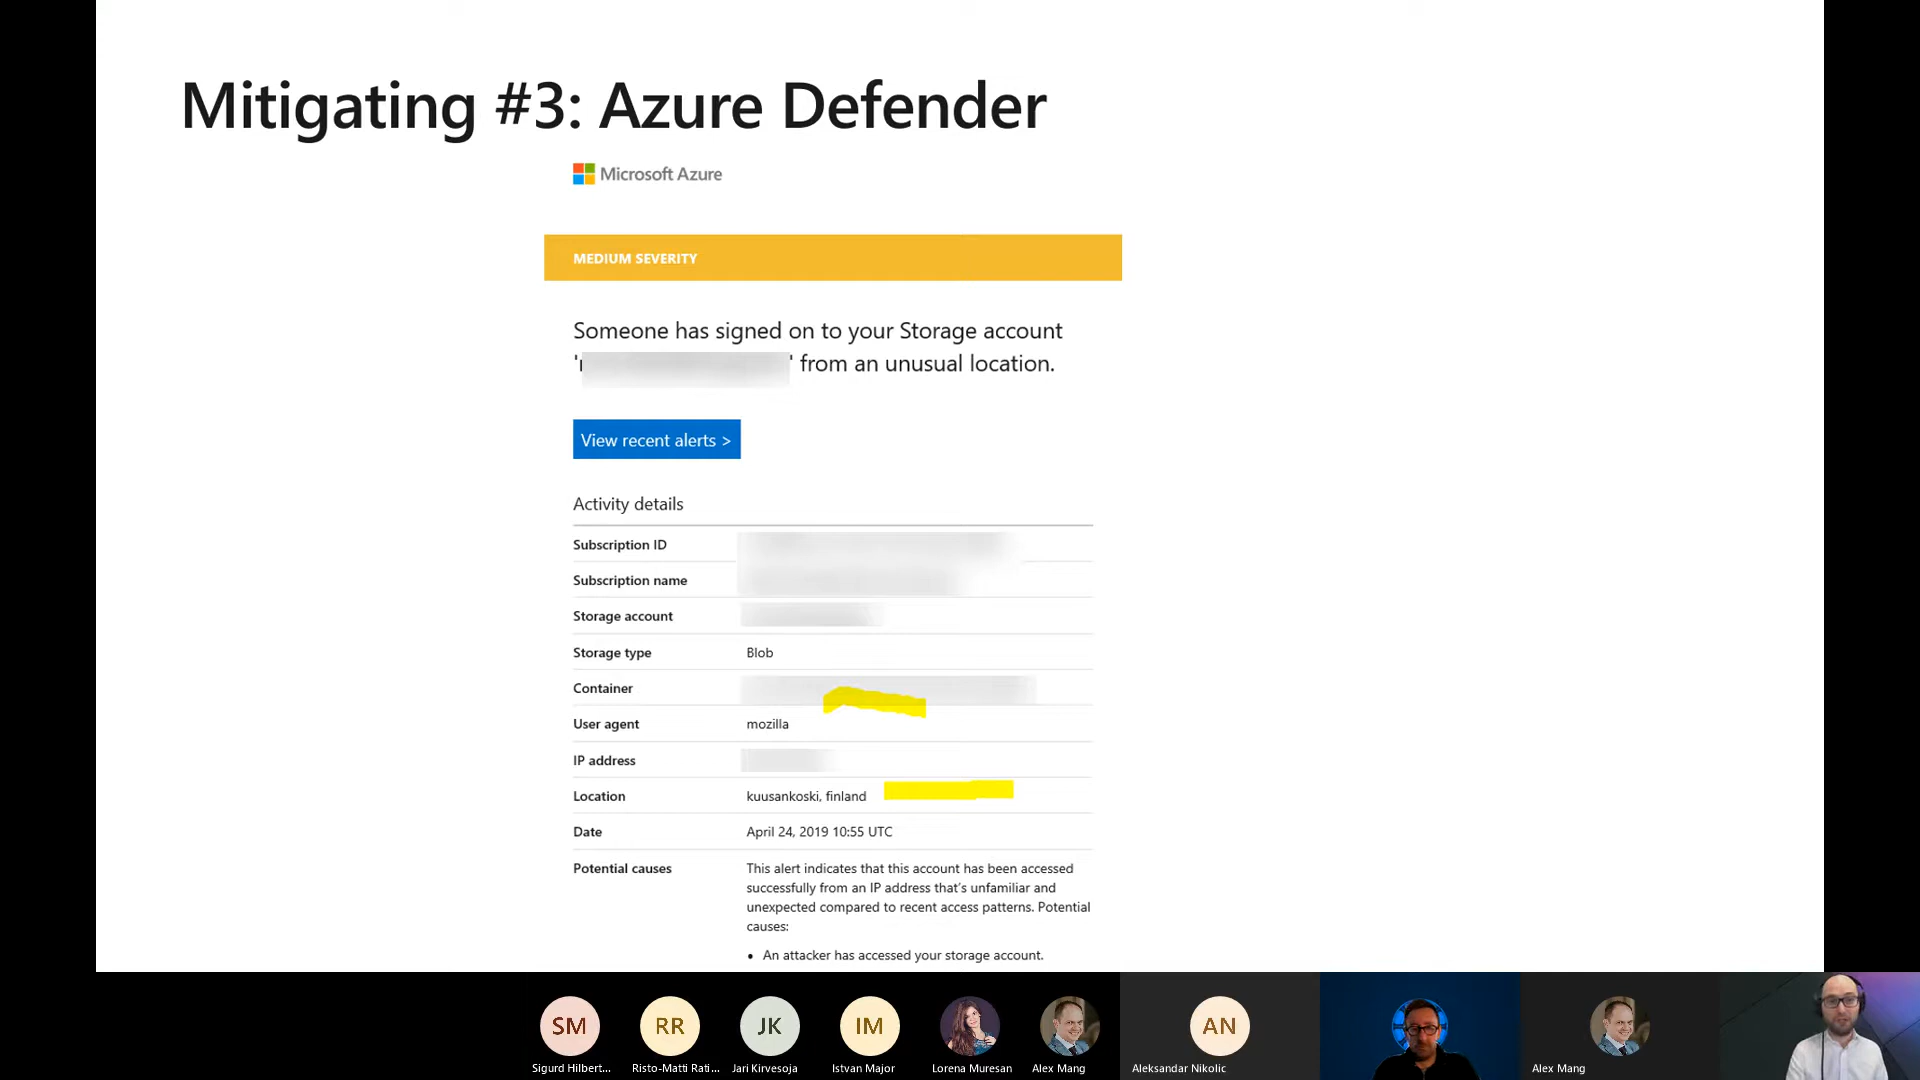 Mitigating #3: Azure Defender
Microsoft Azure
MEDIUM SEVERITY
Someone has signed on to your Storage account
' ' from an unusual location.
View recent alerts >
Activity details
Subscription ID
Subscription name
Storage account
Storage type Blob
Container
User agent mozilla
IP address
Location kuusankoski, finland
Date April 24, 2019 10:55 UTC
Potential causes This alert indicates that this account has been accessed
successfully from an IP address that's unfamiliar and
unexpected compared to recent access patterns. Potential
causes:
• An attacker has accessed your storage account.
SM RR JK IM AN
Sigurd Hilbert... Risto-Matti Rati... Jari Kirvesoja Istvan Major Lorena Muresan Alex Mang Aleksandar Nikolic Alex Mang